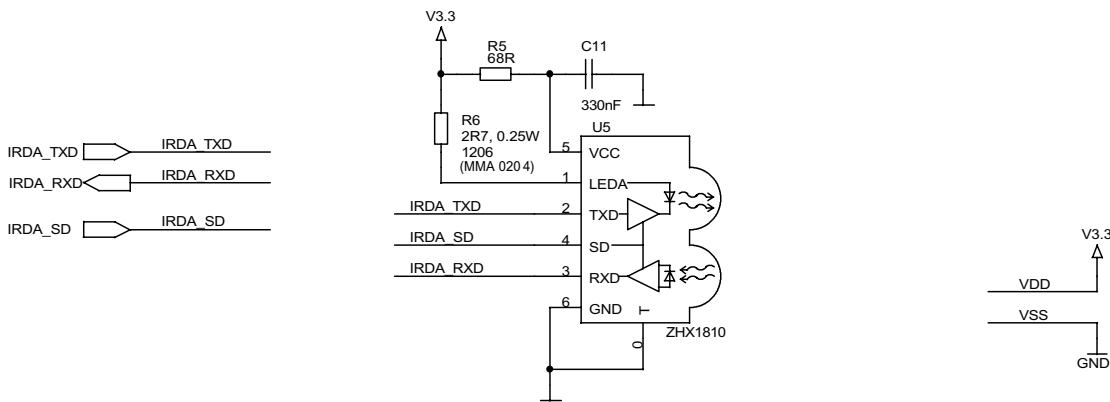 V3.3
R5
68R
C11
330nF
R6
2R7, 0.25W
1206
(MMA 020 4)
U5
IRDA_TXD IRDA_TXD
IRDA_RXD IRDA_RXD
IRDA_SD IRDA_SD
5 VCC
1 LEDA
IRDA_TXD 2 TXD
IRDA_SD 4 SD
IRDA_RXD 3 RXD
6 GND T
ZHX1810
0
V3.3
VDD
VSS
GND